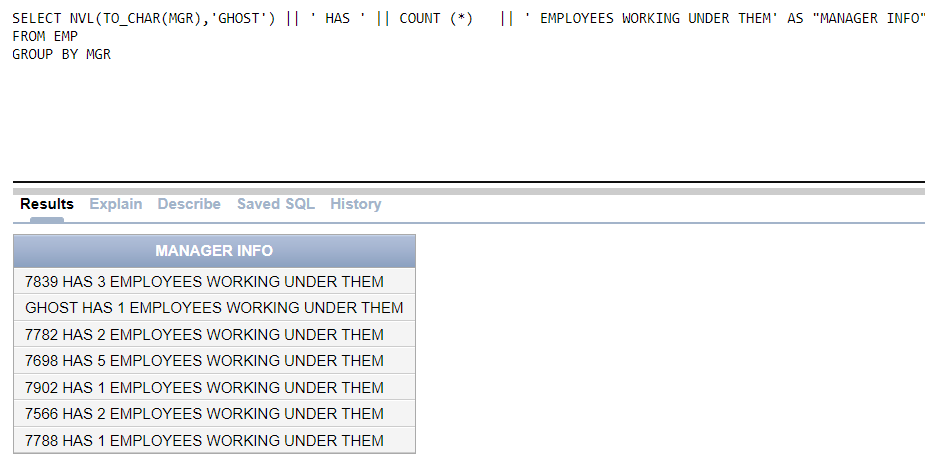 SELECT NVL(TO_CHAR(MGR),'GHOST') || ' HAS ' || COUNT (*)   || ' EMPLOYEES WORKING UNDER THEM' AS "MANAGER INFO"
FROM EMP
GROUP BY MGR
Results Explain Describe Saved SQL History
MANAGER INFO
7839 HAS 3 EMPLOYEES WORKING UNDER THEM
GHOST HAS 1 EMPLOYEES WORKING UNDER THEM
7782 HAS 2 EMPLOYEES WORKING UNDER THEM
7698 HAS 5 EMPLOYEES WORKING UNDER THEM
7902 HAS 1 EMPLOYEES WORKING UNDER THEM
7566 HAS 2 EMPLOYEES WORKING UNDER THEM
7788 HAS 1 EMPLOYEES WORKING UNDER THEM